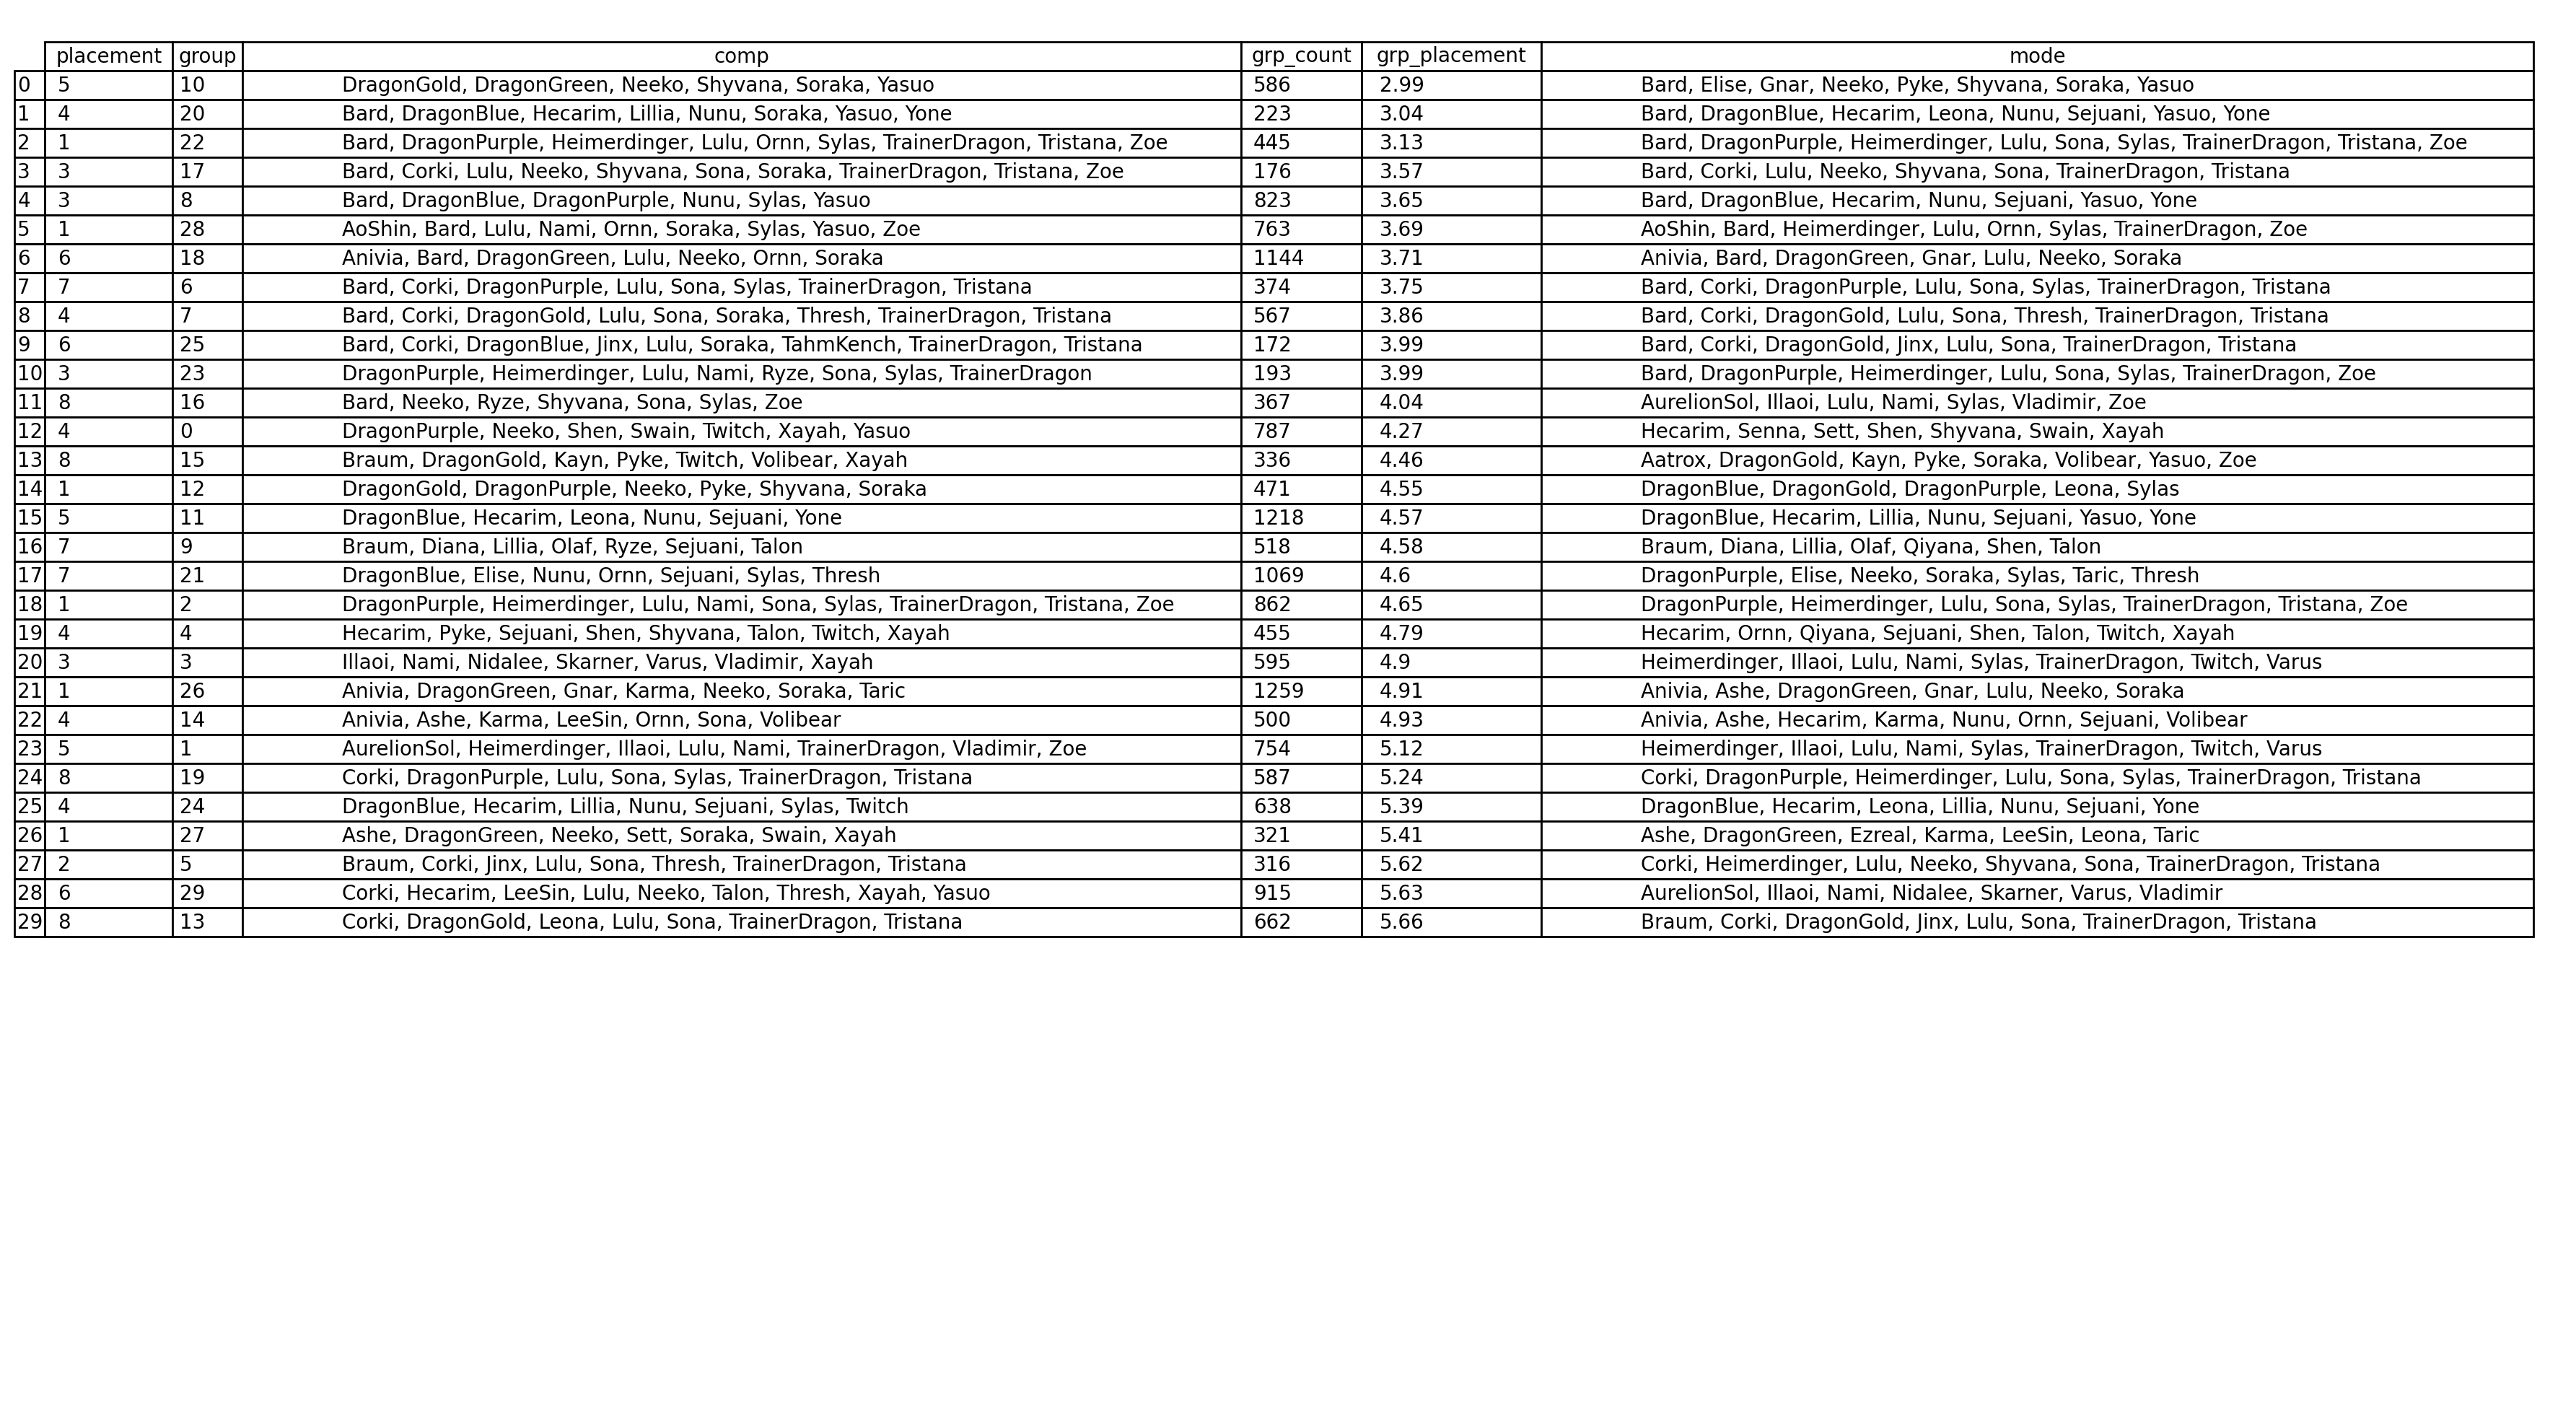 placement group comp grp_count grp_placement mode
0 5 10 DragonGold, DragonGreen, Neeko, Shyvana, Soraka, Yasuo 586 2.99 Bard, Elise, Gnar, Neeko, Pyke, Shyvana, Soraka, Yasuo
1 4 20 Bard, DragonBlue, Hecarim, Lillia, Nunu, Soraka, Yasuo, Yone 223 3.04 Bard, DragonBlue, Hecarim, Leona, Nunu, Sejuani, Yasuo, Yone
2 1 22 Bard, DragonPurple, Heimerdinger, Lulu, Ornn, Sylas, TrainerDragon, Tristana, Zoe 445 3.13 Bard, DragonPurple, Heimerdinger, Lulu, Sona, Sylas, TrainerDragon, Tristana, Zoe
3 3 17 Bard, Corki, Lulu, Neeko, Shyvana, Sona, Soraka, TrainerDragon, Tristana, Zoe 176 3.57 Bard, Corki, Lulu, Neeko, Shyvana, Sona, TrainerDragon, Tristana
4 3 8 Bard, DragonBlue, DragonPurple, Nunu, Sylas, Yasuo 823 3.65 Bard, DragonBlue, Hecarim, Nunu, Sejuani, Yasuo, Yone
5 1 28 AoShin, Bard, Lulu, Nami, Ornn, Soraka, Sylas, Yasuo, Zoe 763 3.69 AoShin, Bard, Heimerdinger, Lulu, Ornn, Sylas, TrainerDragon, Zoe
6 6 18 Anivia, Bard, DragonGreen, Lulu, Neeko, Ornn, Soraka 1144 3.71 Anivia, Bard, DragonGreen, Gnar, Lulu, Neeko, Soraka
7 7 6 Bard, Corki, DragonPurple, Lulu, Sona, Sylas, TrainerDragon, Tristana 374 3.75 Bard, Corki, DragonPurple, Lulu, Sona, Sylas, TrainerDragon, Tristana
8 4 7 Bard, Corki, DragonGold, Lulu, Sona, Soraka, Thresh, TrainerDragon, Tristana 567 3.86 Bard, Corki, DragonGold, Lulu, Sona, Thresh, TrainerDragon, Tristana
9 6 25 Bard, Corki, DragonBlue, Jinx, Lulu, Soraka, TahmKench, TrainerDragon, Tristana 172 3.99 Bard, Corki, DragonGold, Jinx, Lulu, Sona, TrainerDragon, Tristana
10 3 23 DragonPurple, Heimerdinger, Lulu, Nami, Ryze, Sona, Sylas, TrainerDragon 193 3.99 Bard, DragonPurple, Heimerdinger, Lulu, Sona, Sylas, TrainerDragon, Zoe
11 8 16 Bard, Neeko, Ryze, Shyvana, Sona, Sylas, Zoe 367 4.04 AurelionSol, Illaoi, Lulu, Nami, Sylas, Vladimir, Zoe
12 4 0 DragonPurple, Neeko, Shen, Swain, Twitch, Xayah, Yasuo 787 4.27 Hecarim, Senna, Sett, Shen, Shyvana, Swain, Xayah
13 8 15 Braum, DragonGold, Kayn, Pyke, Twitch, Volibear, Xayah 336 4.46 Aatrox, DragonGold, Kayn, Pyke, Soraka, Volibear, Yasuo, Zoe
14 1 12 DragonGold, DragonPurple, Neeko, Pyke, Shyvana, Soraka 471 4.55 DragonBlue, DragonGold, DragonPurple, Leona, Sylas
15 5 11 DragonBlue, Hecarim, Leona, Nunu, Sejuani, Yone 1218 4.57 DragonBlue, Hecarim, Lillia, Nunu, Sejuani, Yasuo, Yone
16 7 9 Braum, Diana, Lillia, Olaf, Ryze, Sejuani, Talon 518 4.58 Braum, Diana, Lillia, Olaf, Qiyana, Shen, Talon
17 7 21 DragonBlue, Elise, Nunu, Ornn, Sejuani, Sylas, Thresh 1069 4.6 DragonPurple, Elise, Neeko, Soraka, Sylas, Taric, Thresh
18 1 2 DragonPurple, Heimerdinger, Lulu, Nami, Sona, Sylas, TrainerDragon, Tristana, Zoe 862 4.65 DragonPurple, Heimerdinger, Lulu, Sona, Sylas, TrainerDragon, Tristana, Zoe
19 4 4 Hecarim, Pyke, Sejuani, Shen, Shyvana, Talon, Twitch, Xayah 455 4.79 Hecarim, Ornn, Qiyana, Sejuani, Shen, Talon, Twitch, Xayah
20 3 3 Illaoi, Nami, Nidalee, Skarner, Varus, Vladimir, Xayah 595 4.9 Heimerdinger, Illaoi, Lulu, Nami, Sylas, TrainerDragon, Twitch, Varus
21 1 26 Anivia, DragonGreen, Gnar, Karma, Neeko, Soraka, Taric 1259 4.91 Anivia, Ashe, DragonGreen, Gnar, Lulu, Neeko, Soraka
22 4 14 Anivia, Ashe, Karma, LeeSin, Ornn, Sona, Volibear 500 4.93 Anivia, Ashe, Hecarim, Karma, Nunu, Ornn, Sejuani, Volibear
23 5 1 AurelionSol, Heimerdinger, Illaoi, Lulu, Nami, TrainerDragon, Vladimir, Zoe 754 5.12 Heimerdinger, Illaoi, Lulu, Nami, Sylas, TrainerDragon, Twitch, Varus
24 8 19 Corki, DragonPurple, Lulu, Sona, Sylas, TrainerDragon, Tristana 587 5.24 Corki, DragonPurple, Heimerdinger, Lulu, Sona, Sylas, TrainerDragon, Tristana
25 4 24 DragonBlue, Hecarim, Lillia, Nunu, Sejuani, Sylas, Twitch 638 5.39 DragonBlue, Hecarim, Leona, Lillia, Nunu, Sejuani, Yone
26 1 27 Ashe, DragonGreen, Neeko, Sett, Soraka, Swain, Xayah 321 5.41 Ashe, DragonGreen, Ezreal, Karma, LeeSin, Leona, Taric
27 2 5 Braum, Corki, Jinx, Lulu, Sona, Thresh, TrainerDragon, Tristana 316 5.62 Corki, Heimerdinger, Lulu, Neeko, Shyvana, Sona, TrainerDragon, Tristana
28 6 29 Corki, Hecarim, LeeSin, Lulu, Neeko, Talon, Thresh, Xayah, Yasuo 915 5.63 AurelionSol, Illaoi, Nami, Nidalee, Skarner, Varus, Vladimir
29 8 13 Corki, DragonGold, Leona, Lulu, Sona, TrainerDragon, Tristana 662 5.66 Braum, Corki, DragonGold, Jinx, Lulu, Sona, TrainerDragon, Tristana